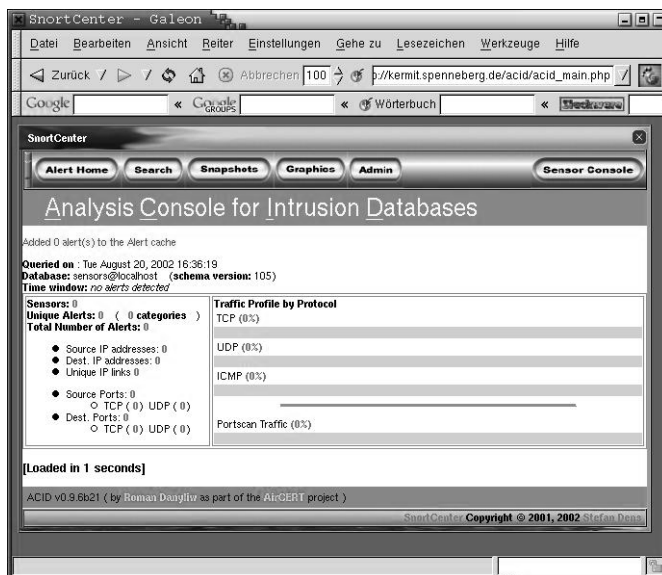 SnortCenter - Galeon
Datei Bearbeiten Ansicht Reiter Einstellungen Gehe zu Lesezeichen Werkzeuge Hilfe
Zurück Abbrechen 100 p://kermit.spenneberg.de/acid/acid_main.php
Google « Google GROUPS « Wörterbuch «
SnortCenter
Alert Home Search Snapshots Graphics Admin Sensor Console
Analysis Console for Intrusion Databases
Added 0 alert(s) to the Alert cache
Queried on : Tue August 20, 2002 16:36:19
Database: sensors@localhost (schema version: 105)
Time window: no alerts detected
Sensors: 0
Unique Alerts: 0 ( 0 categories )
Total Number of Alerts: 0
Source IP addresses: 0
Dest. IP addresses: 0
Unique IP links 0
Source Ports: 0
TCP ( 0) UDP ( 0)
Dest. Ports: 0
TCP ( 0) UDP ( 0)
Traffic Profile by Protocol
TCP (0%)
UDP (0%)
ICMP (0%)
Portscan Traffic (0%)
[Loaded in 1 seconds]
ACID v0.9.6b21 ( by Roman Danyliw as part of the AirCERT project )
SnortCenter Copyright © 2001, 2002 Stefan Dens